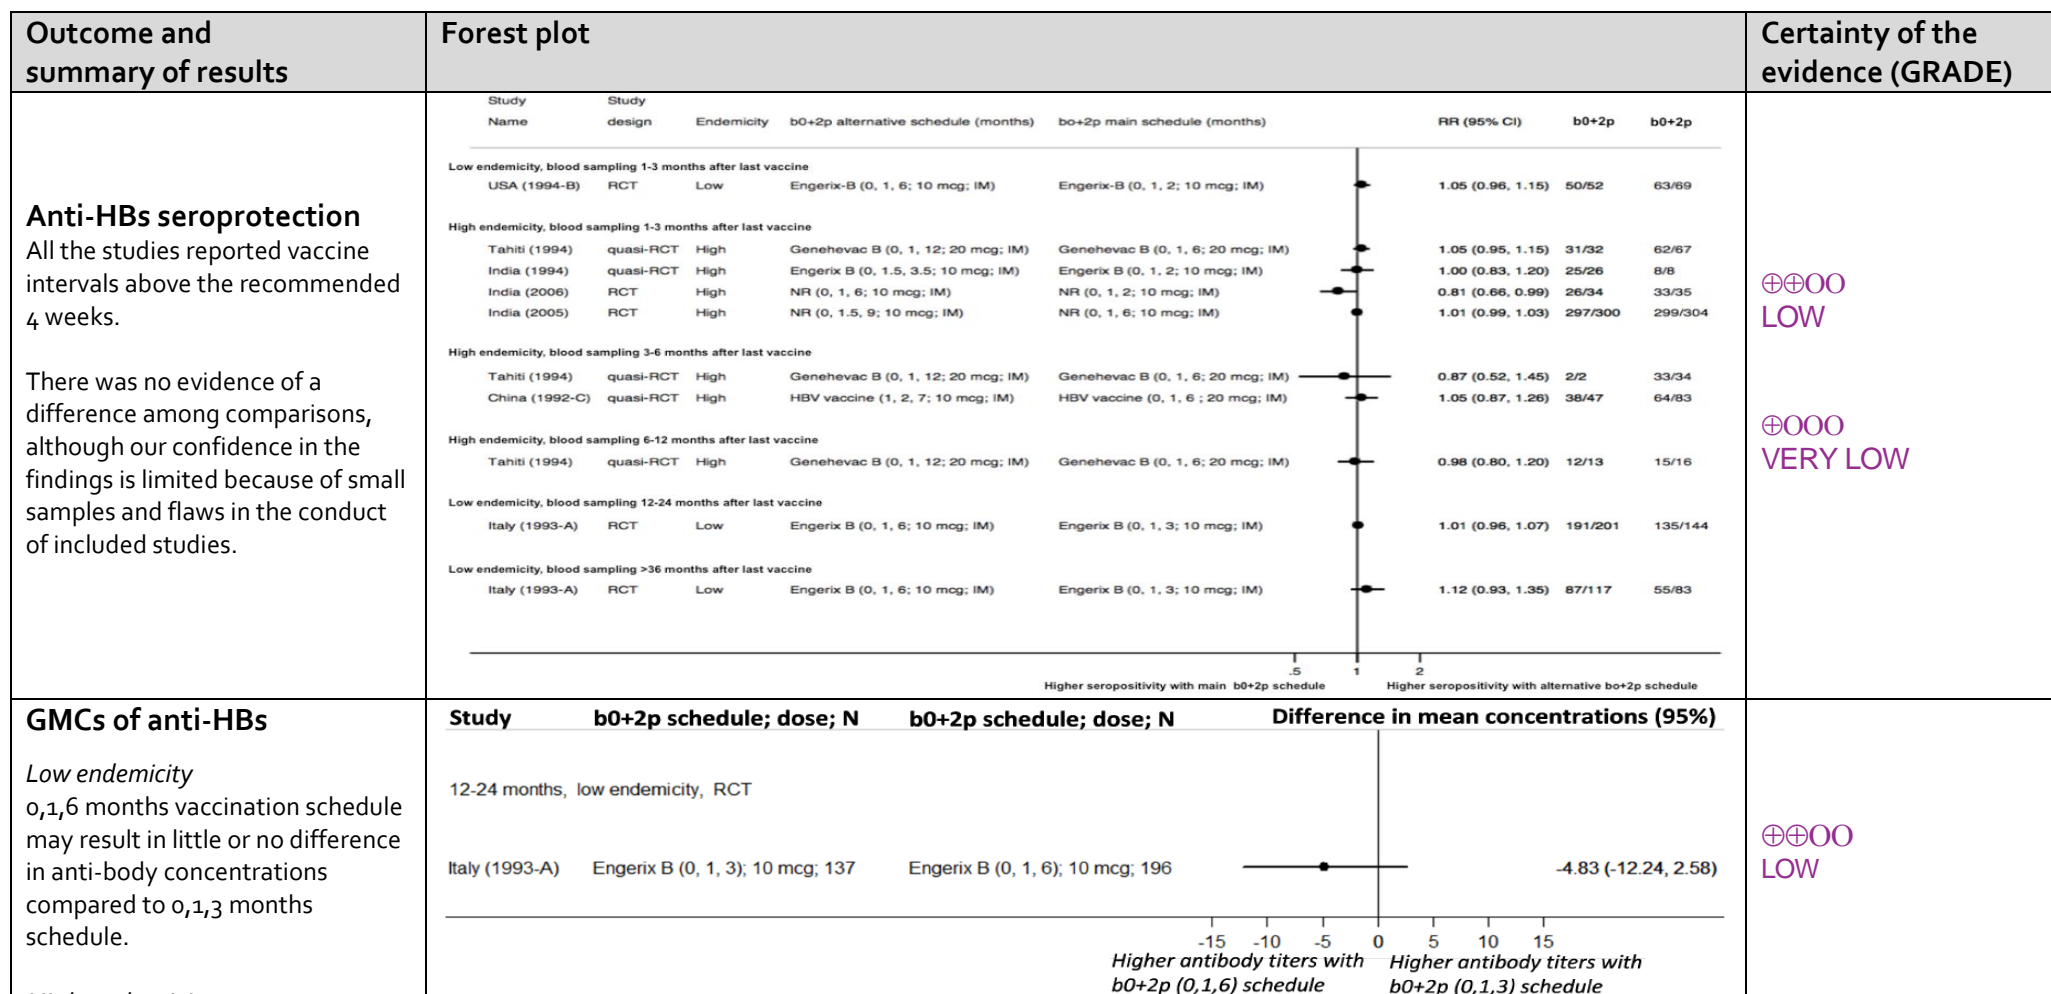 Outcome and
summary of results
Forest plot
Certainty of the
evidence (GRADE)
Anti-HBs seroprotection
All the studies reported vaccine
intervals above the recommended
4 weeks.
There was no evidence of a
difference among comparisons,
although our confidence in the
findings is limited because of small
samples and flaws in the conduct
of included studies.
Study Study
Name design Endemicity b0+2p alternative schedule (months) bo+2p main schedule (months) RR (95% CI) b0+2p b0+2p
Low endemicity, blood sampling 1-3 months after last vaccine
USA (1994-B) RCT Low Engerix-B (0, 1, 6; 10 mcg; IM) Engerix-B (0, 1, 2; 10 mcg; IM) 1.05 (0.96, 1.15) 50/52 63/69
High endemicity, blood sampling 1-3 months after last vaccine
Tahiti (1994) quasi-RCT High Genehevac B (0, 1, 12; 20 mcg; IM) Genehevac B (0, 1, 6; 20 mcg; IM) 1.05 (0.95, 1.15) 31/32 62/67
India (1994) quasi-RCT High Engerix B (0, 1.5, 3.5; 10 mcg; IM) Engerix B (0, 1, 2; 10 mcg; IM) 1.00 (0.83, 1.20) 25/26 8/8
India (2006) RCT High NR (0, 1, 6; 10 mcg; IM) NR (0, 1, 2; 10 mcg; IM) 0.81 (0.66, 0.99) 26/34 33/35
India (2005) RCT High NR (0, 1.5, 9; 10 mcg; IM) NR (0, 1, 6; 10 mcg; IM) 1.01 (0.99, 1.03) 297/300 299/304
High endemicity, blood sampling 3-6 months after last vaccine
Tahiti (1994) quasi-RCT High Genehevac B (0, 1, 12; 20 mcg; IM) Genehevac B (0, 1, 6; 20 mcg; IM) 0.87 (0.52, 1.45) 2/2 33/34
China (1992-C) quasi-RCT High HBV vaccine (1, 2, 7; 10 mcg; IM) HBV vaccine (0, 1, 6 ; 20 mcg; IM) 1.05 (0.87, 1.26) 38/47 64/83
High endemicity, blood sampling 6-12 months after last vaccine
Tahiti (1994) quasi-RCT High Genehevac B (0, 1, 12; 20 mcg; IM) Genehevac B (0, 1, 6; 20 mcg; IM) 0.98 (0.80, 1.20) 12/13 15/16
Low endemicity, blood sampling 12-24 months after last vaccine
Italy (1993-A) RCT Low Engerix B (0, 1, 6; 10 mcg; IM) Engerix B (0, 1, 3; 10 mcg; IM) 1.01 (0.96, 1.07) 191/201 135/144
Low endemicity, blood sampling >36 months after last vaccine
Italy (1993-A) RCT Low Engerix B (0, 1, 6; 10 mcg; IM) Engerix B (0, 1, 3; 10 mcg; IM) 1.12 (0.93, 1.35) 87/117 55/83
.5 1 2
Higher seropositivity with main b0+2p schedule Higher seropositivity with alternative bo+2p schedule
⊕⊕OO
LOW
⊕OOO
VERY LOW
GMCs of anti-HBs
Low endemicity
0,1,6 months vaccination schedule
may result in little or no difference
in anti-body concentrations
compared to 0,1,3 months
schedule.
Study b0+2p schedule; dose; N b0+2p schedule; dose; N Difference in mean concentrations (95%)
12-24 months, low endemicity, RCT
Italy (1993-A) Engerix B (0, 1, 3); 10 mcg; 137 Engerix B (0, 1, 6); 10 mcg; 196 -4.83 (-12.24, 2.58)
-15 -10 -5 0 5 10 15
Higher antibody titers with Higher antibody titers with
b0+2p (0,1,6) schedule b0+2p (0,1,3) schedule
⊕⊕OO
LOW